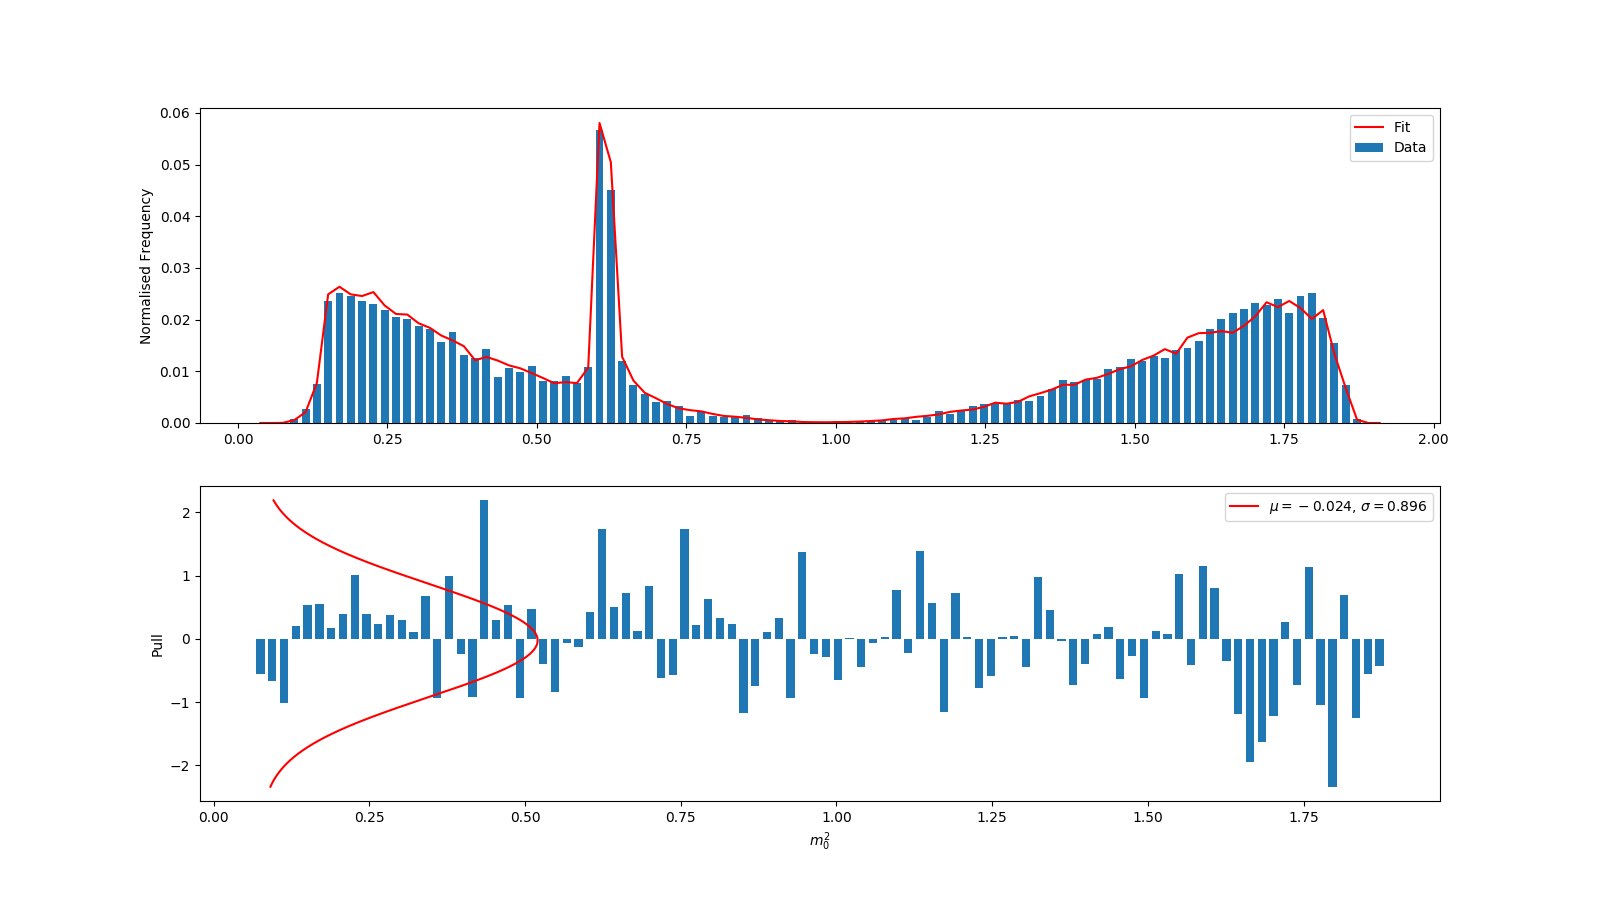 0.06
0.05
0.04
0.03
0.02
0.01
0.00
Normalised Frequency
Fit
Data
0.00 0.25 0.50 0.75 1.00 1.25 1.50 1.75 2.00
2
1
0
−1
−2
Pull
μ = −0.024, σ = 0.896
0.00 0.25 0.50 0.75 1.00 1.25 1.50 1.75
m₀²